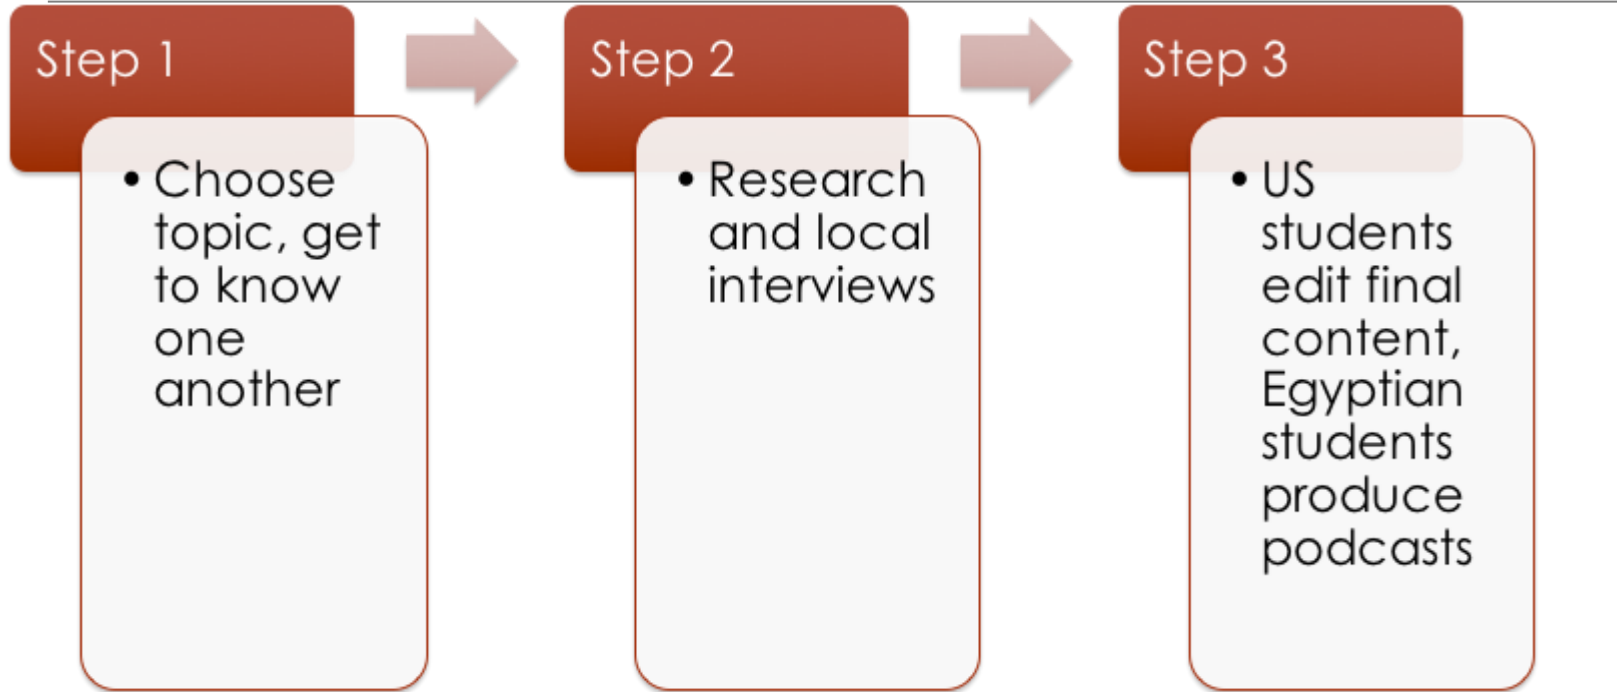 Step 1
• Choose
topic, get
to know
one
another
Step 2
• Research
and local
interviews
Step 3
• US
students
edit final
content,
Egyptian
students
produce
podcasts